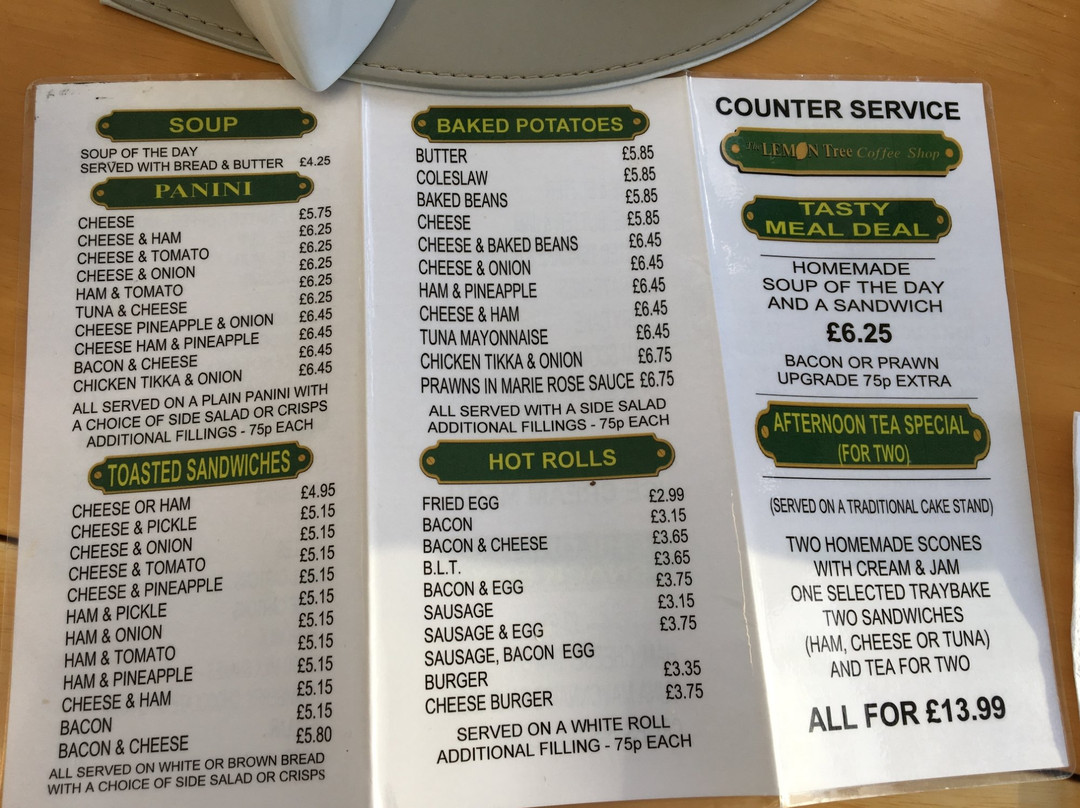 SOUP
SOUP OF THE DAY
SERVED WITH BREAD & BUTTER £4.25
PANINI
CHEESE £5.75
CHEESE & HAM £6.25
CHEESE & TOMATO £6.25
CHEESE & ONION £6.25
HAM & TOMATO £6.25
TUNA & CHEESE £6.25
CHEESE PINEAPPLE & ONION £6.45
CHEESE HAM & PINEAPPLE £6.45
BACON & CHEESE £6.45
CHICKEN TIKKA & ONION £6.45
ALL SERVED ON A PLAIN PANINI WITH
A CHOICE OF SIDE SALAD OR CRISPS
ADDITIONAL FILLINGS - 75p EACH
TOASTED SANDWICHES
CHEESE OR HAM £4.95
CHEESE & PICKLE £5.15
CHEESE & ONION £5.15
CHEESE & TOMATO £5.15
CHEESE & PINEAPPLE £5.15
HAM & PICKLE £5.15
HAM & ONION £5.15
HAM & TOMATO £5.15
HAM & PINEAPPLE £5.15
CHEESE & HAM £5.15
BACON £5.15
BACON & CHEESE £5.80
ALL SERVED ON WHITE OR BROWN BREAD
WITH A CHOICE OF SIDE SALAD OR CRISPS
BAKED POTATOES
BUTTER £5.85
COLESLAW £5.85
BAKED BEANS £5.85
CHEESE £5.85
CHEESE & BAKED BEANS £6.45
CHEESE & ONION £6.45
HAM & PINEAPPLE £6.45
CHEESE & HAM £6.45
TUNA MAYONNAISE £6.45
CHICKEN TIKKA & ONION £6.75
PRAWNS IN MARIE ROSE SAUCE £6.75
ALL SERVED WITH A SIDE SALAD
ADDITIONAL FILLINGS - 75p EACH
HOT ROLLS
FRIED EGG £2.99
BACON £3.15
BACON & CHEESE £3.65
B.L.T. £3.65
BACON & EGG £3.75
SAUSAGE £3.15
SAUSAGE & EGG £3.75
SAUSAGE, BACON EGG
BURGER £3.35
CHEESE BURGER £3.75
SERVED ON A WHITE ROLL
ADDITIONAL FILLING - 75p EACH
COUNTER SERVICE
The LEMON Tree Coffee Shop
TASTY
MEAL DEAL
HOMEMADE
SOUP OF THE DAY
AND A SANDWICH
£6.25
BACON OR PRAWN
UPGRADE 75p EXTRA
AFTERNOON TEA SPECIAL
(FOR TWO)
(SERVED ON A TRADITIONAL CAKE STAND)
TWO HOMEMADE SCONES
WITH CREAM & JAM
ONE SELECTED TRAYBAKE
TWO SANDWICHES
(HAM, CHEESE OR TUNA)
AND TEA FOR TWO
ALL FOR £13.99